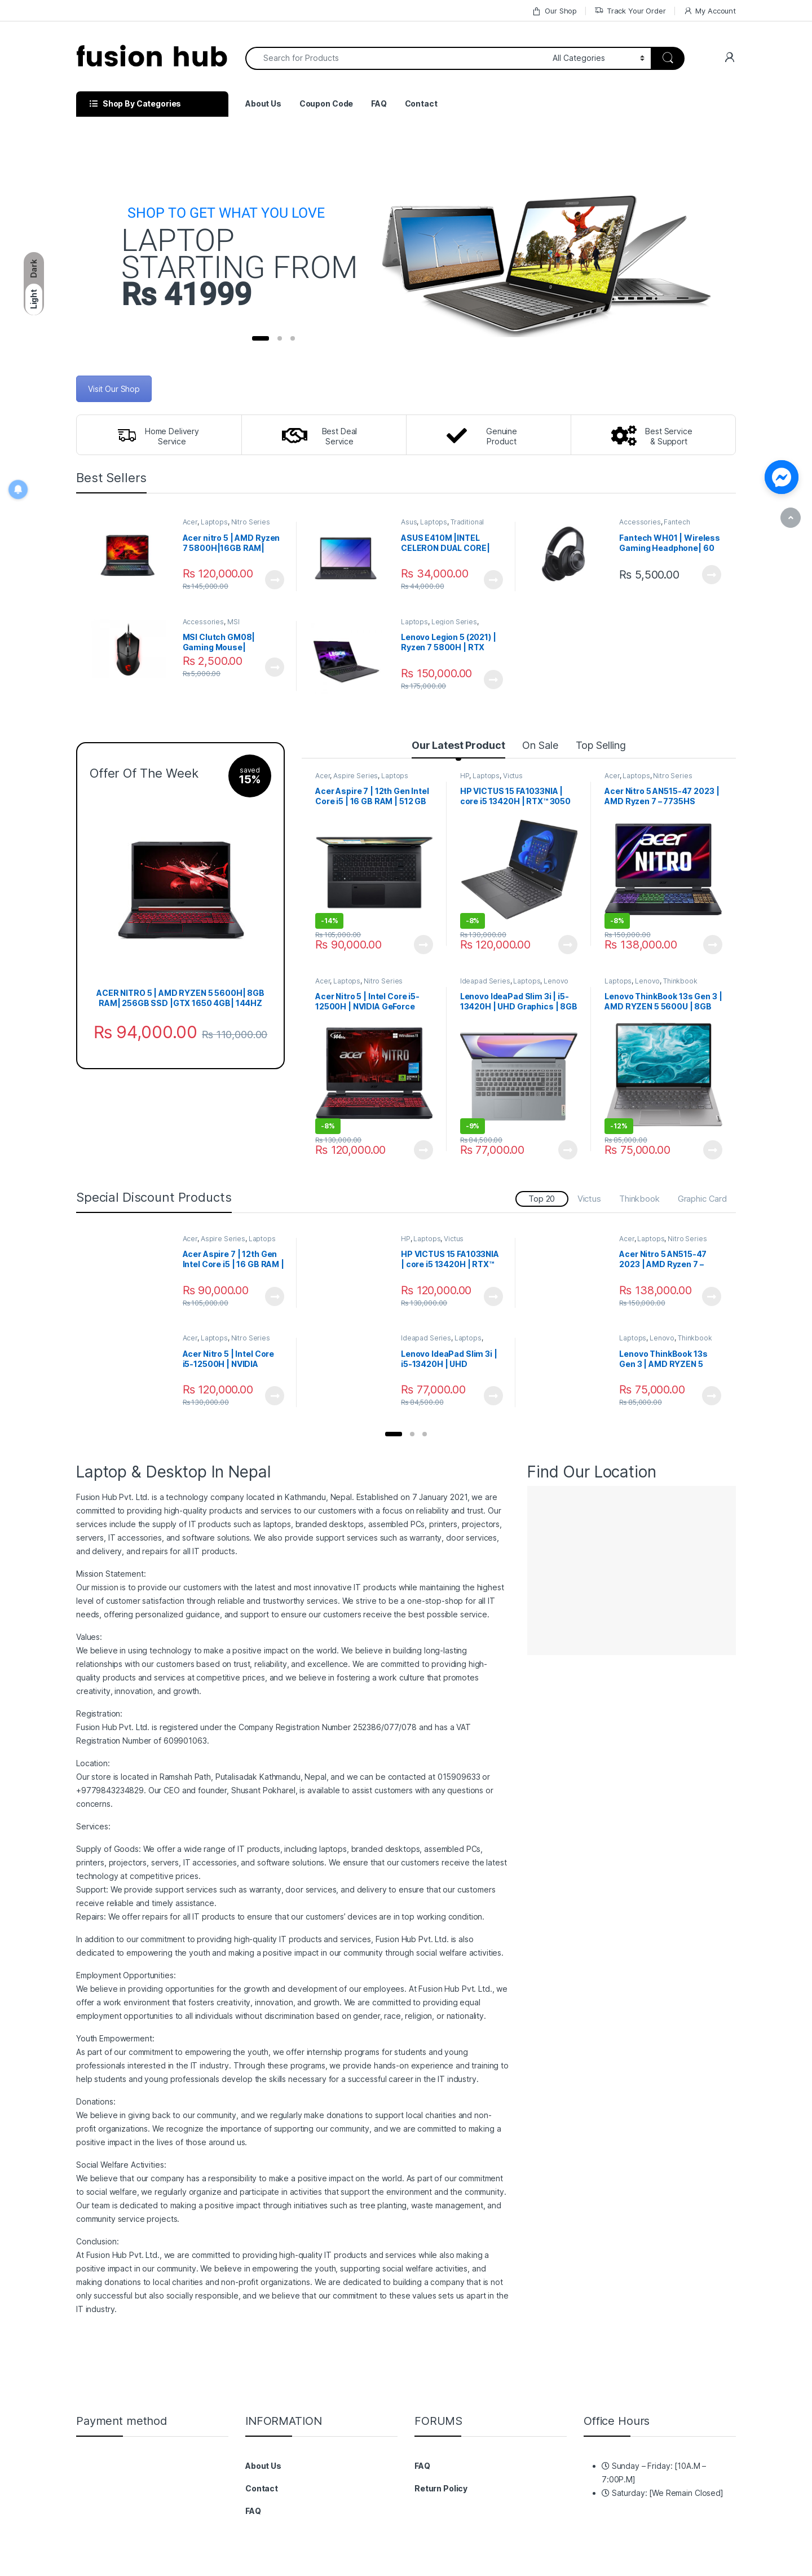 Our Shop
Track Your Order
My Account
fusion hub
Search for Products
All Categories
Shop By Categories
About Us
Coupon Code
FAQ
Contact
SHOP TO GET WHAT YOU LOVE
LAPTOP
STARTING FROM
Rs 41999
Dark
Light
Visit Our Shop
Home Delivery
Service
Best Deal
Service
Genuine
Product
Best Service
& Support
Best Sellers
Acer, Laptops, Nitro Series
Acer nitro 5 | AMD Ryzen
7 5800H|16GB RAM|
₨ 120,000.00
₨ 145,000.00
Asus, Laptops, Traditional
ASUS E410M |INTEL
CELERON DUAL CORE|
₨ 34,000.00
₨ 44,000.00
Accessories, Fantech
Fantech WH01 | Wireless
Gaming Headphone| 60
₨ 5,500.00
Accessories, MSI
MSI Clutch GM08|
Gaming Mouse|
₨ 2,500.00
₨ 5,000.00
Laptops, Legion Series,
Lenovo Legion 5 (2021) |
Ryzen 7 5800H | RTX
₨ 150,000.00
₨ 175,000.00
Offer Of The Week
saved
15%
ACER NITRO 5 | AMD RYZEN 5 5600H| 8GB
RAM| 256GB SSD |GTX 1650 4GB| 144HZ
₨ 94,000.00 ₨ 110,000.00
Our Latest Product
On Sale
Top Selling
Acer, Aspire Series, Laptops
Acer Aspire 7 | 12th Gen Intel
Core i5 | 16 GB RAM | 512 GB
-14%
₨ 105,000.00
₨ 90,000.00
HP, Laptops, Victus
HP VICTUS 15 FA1033NIA |
core i5 13420H | RTX™ 3050
-8%
₨ 130,000.00
₨ 120,000.00
Acer, Laptops, Nitro Series
Acer Nitro 5 AN515-47 2023 |
AMD Ryzen 7 – 7735HS
NITRO
-8%
₨ 150,000.00
₨ 138,000.00
Acer, Laptops, Nitro Series
Acer Nitro 5 | Intel Core i5-
12500H | NVIDIA GeForce
NITRO
-8%
₨ 130,000.00
₨ 120,000.00
Ideapad Series, Laptops, Lenovo
Lenovo IdeaPad Slim 3i | i5-
13420H | UHD Graphics | 8GB
-9%
₨ 84,500.00
₨ 77,000.00
Laptops, Lenovo, Thinkbook
Lenovo ThinkBook 13s Gen 3 |
AMD RYZEN 5 5600U | 8GB
-12%
₨ 85,000.00
₨ 75,000.00
Special Discount Products
Top 20
Victus
Thinkbook
Graphic Card
Acer, Aspire Series, Laptops
Acer Aspire 7 | 12th Gen
Intel Core i5 | 16 GB RAM |
₨ 90,000.00
₨ 105,000.00
HP, Laptops, Victus
HP VICTUS 15 FA1033NIA
| core i5 13420H | RTX™
₨ 120,000.00
₨ 130,000.00
Acer, Laptops, Nitro Series
Acer Nitro 5 AN515-47
2023 | AMD Ryzen 7 –
₨ 138,000.00
₨ 150,000.00
Acer, Laptops, Nitro Series
Acer Nitro 5 | Intel Core
i5-12500H | NVIDIA
₨ 120,000.00
₨ 130,000.00
Ideapad Series, Laptops,
Lenovo IdeaPad Slim 3i |
i5-13420H | UHD
₨ 77,000.00
₨ 84,500.00
Laptops, Lenovo, Thinkbook
Lenovo ThinkBook 13s
Gen 3 | AMD RYZEN 5
₨ 75,000.00
₨ 85,000.00
Laptop & Desktop In Nepal
Fusion Hub Pvt. Ltd. is a technology company located in Kathmandu, Nepal. Established on 7 January 2021, we are
committed to providing high-quality products and services to our customers with a focus on reliability and trust. Our
services include the supply of IT products such as laptops, branded desktops, assembled PCs, printers, projectors,
servers, IT accessories, and software solutions. We also provide support services such as warranty, door services,
and delivery, and repairs for all IT products.
Mission Statement:
Our mission is to provide our customers with the latest and most innovative IT products while maintaining the highest
level of customer satisfaction through reliable and trustworthy services. We strive to be a one-stop-shop for all IT
needs, offering personalized guidance, and support to ensure our customers receive the best possible service.
Values:
We believe in using technology to make a positive impact on the world. We believe in building long-lasting
relationships with our customers based on trust, reliability, and excellence. We are committed to providing high-
quality products and services at competitive prices, and we believe in fostering a work culture that promotes
creativity, innovation, and growth.
Registration:
Fusion Hub Pvt. Ltd. is registered under the Company Registration Number 252386/077/078 and has a VAT
Registration Number of 609901063.
Location:
Our store is located in Ramshah Path, Putalisadak Kathmandu, Nepal, and we can be contacted at 015909633 or
+9779843234829. Our CEO and founder, Shusant Pokharel, is available to assist customers with any questions or
concerns.
Services:
Supply of Goods: We offer a wide range of IT products, including laptops, branded desktops, assembled PCs,
printers, projectors, servers, IT accessories, and software solutions. We ensure that our customers receive the latest
technology at competitive prices.
Support: We provide support services such as warranty, door services, and delivery to ensure that our customers
receive reliable and timely assistance.
Repairs: We offer repairs for all IT products to ensure that our customers' devices are in top working condition.
In addition to our commitment to providing high-quality IT products and services, Fusion Hub Pvt. Ltd. is also
dedicated to empowering the youth and making a positive impact in our community through social welfare activities.
Employment Opportunities:
We believe in providing opportunities for the growth and development of our employees. At Fusion Hub Pvt. Ltd., we
offer a work environment that fosters creativity, innovation, and growth. We are committed to providing equal
employment opportunities to all individuals without discrimination based on gender, race, religion, or nationality.
Youth Empowerment:
As part of our commitment to empowering the youth, we offer internship programs for students and young
professionals interested in the IT industry. Through these programs, we provide hands-on experience and training to
help students and young professionals develop the skills necessary for a successful career in the IT industry.
Donations:
We believe in giving back to our community, and we regularly make donations to support local charities and non-
profit organizations. We recognize the importance of supporting our community, and we are committed to making a
positive impact in the lives of those around us.
Social Welfare Activities:
We believe that our company has a responsibility to make a positive impact on the world. As part of our commitment
to social welfare, we regularly organize and participate in activities that support the environment and the community.
Our team is dedicated to making a positive impact through initiatives such as tree planting, waste management, and
community service projects.
Conclusion:
At Fusion Hub Pvt. Ltd., we are committed to providing high-quality IT products and services while also making a
positive impact in our community. We believe in empowering the youth, supporting social welfare activities, and
making donations to local charities and non-profit organizations. We are dedicated to building a company that is not
only successful but also socially responsible, and we believe that our commitment to these values sets us apart in the
IT industry.
Find Our Location
Payment method
INFORMATION
About Us
Contact
FAQ
FORUMS
FAQ
Return Policy
Office Hours
Sunday – Friday: [10A.M –
7:00P.M]
Saturday: [We Remain Closed]